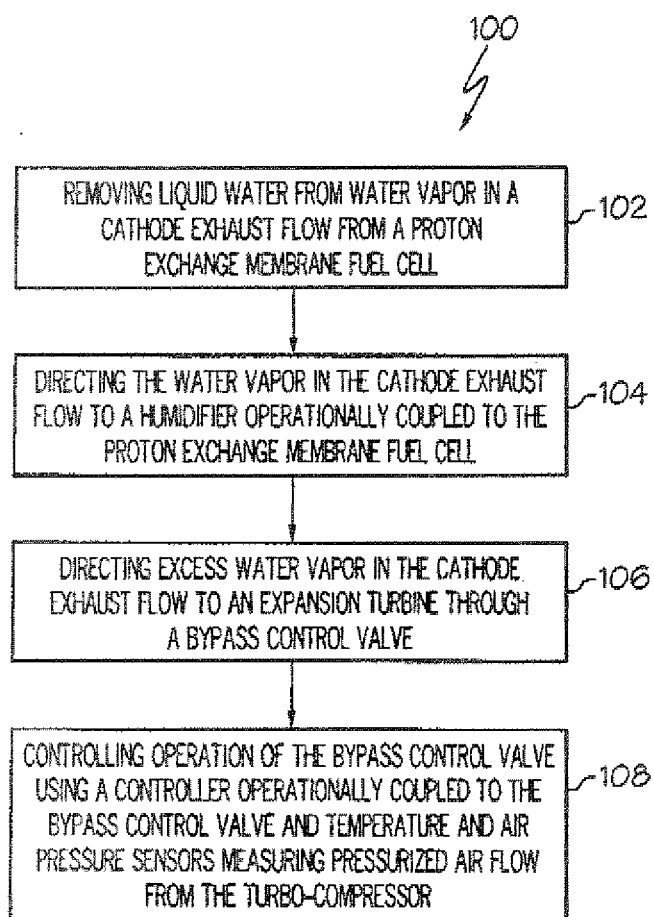 100
REMOVING LIQUID WATER FROM WATER VAPOR IN A
CATHODE EXHAUST FLOW FROM A PROTON
EXCHANGE MEMBRANE FUEL CELL
102
DIRECTING THE WATER VAPOR IN THE CATHODE EXHAUST
FLOW TO A HUMIDIFIER OPERATIONALLY COUPLED TO THE
PROTON EXCHANGE MEMBRANE FUEL CELL
104
DIRECTING EXCESS WATER VAPOR IN THE CATHODE
EXHAUST FLOW TO AN EXPANSION TURBINE THROUGH
A BYPASS CONTROL VALVE
106
CONTROLLING OPERATION OF THE BYPASS CONTROL VALVE
USING A CONTROLLER OPERATIONALLY COUPLED TO THE
BYPASS CONTROL VALVE AND TEMPERATURE AND AIR
PRESSURE SENSORS MEASURING PRESSURIZED AIR FLOW
FROM THE TURBO-COMPRESSOR
108